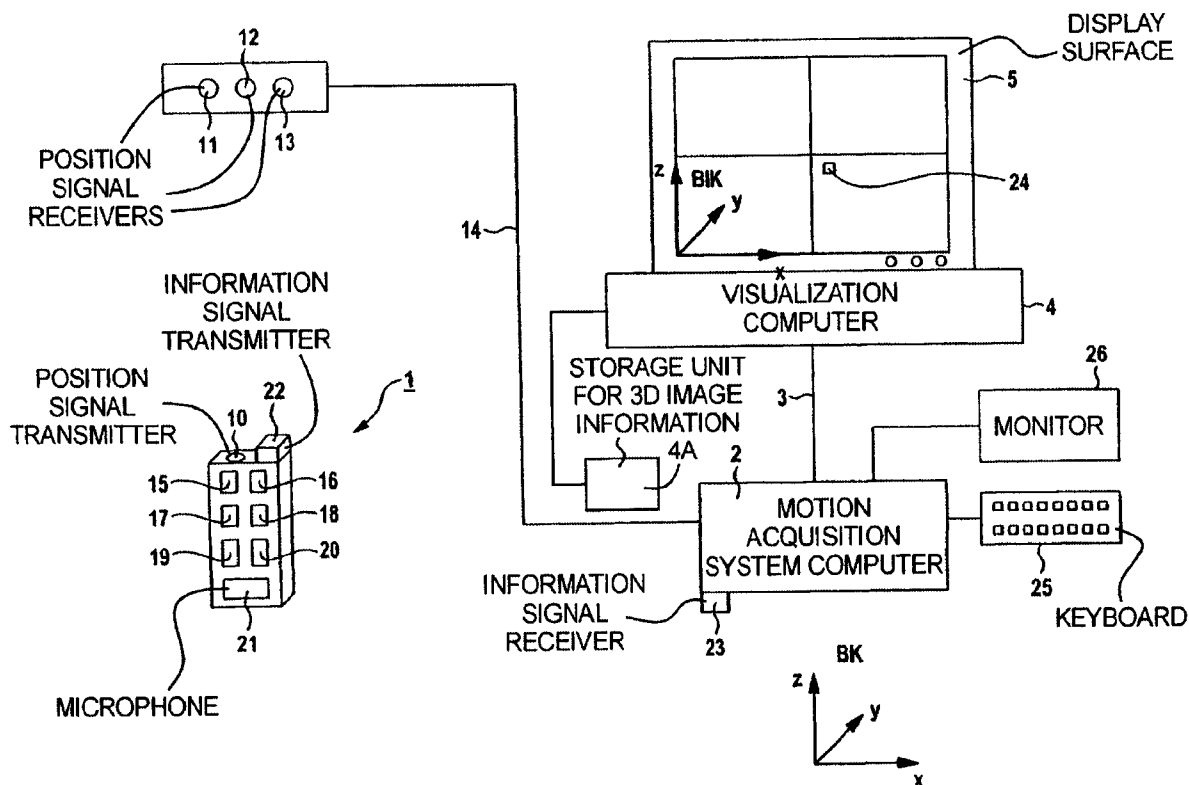 12
11
13
POSITION
SIGNAL
RECEIVERS
DISPLAY
SURFACE
5
z
BIK
y
x
24
14
VISUALIZATION
COMPUTER
4
INFORMATION
SIGNAL
TRANSMITTER
POSITION
SIGNAL
TRANSMITTER
10
22
1
15
16
17
18
19
20
21
MICROPHONE
STORAGE UNIT
FOR 3D IMAGE
INFORMATION
4A
3
26
MONITOR
2
MOTION
ACQUISITION
SYSTEM COMPUTER
25
KEYBOARD
INFORMATION
SIGNAL
RECEIVER
23
BK
z
y
x